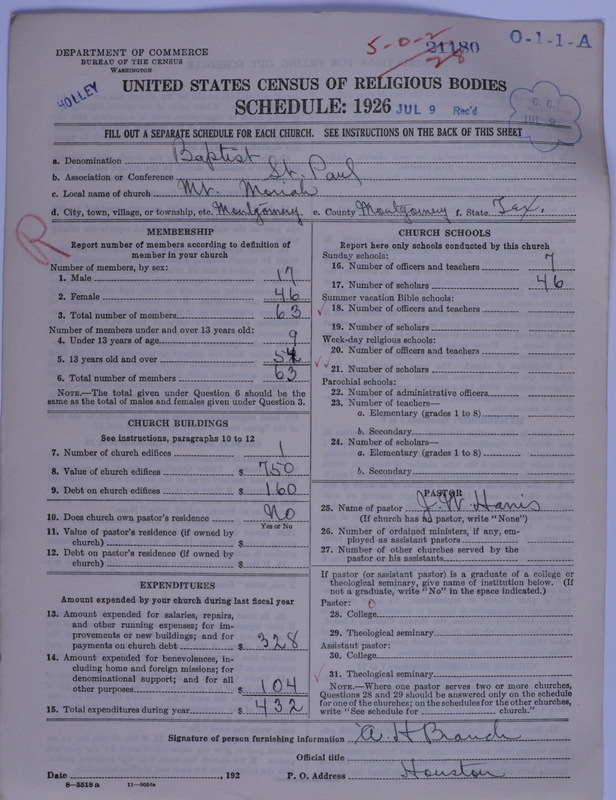 DEPARTMENT OF COMMERCE
BUREAU OF THE CENSUS
WASHINGTON
5-0-2
28
21180
O-1-1-A
HOLLEY
UNITED STATES CENSUS OF RELIGIOUS BODIES
SCHEDULE: 1926 JUL 9 Rec'd
C. C.
JUL 9
FILL OUT A SEPARATE SCHEDULE FOR EACH CHURCH. SEE INSTRUCTIONS ON THE BACK OF THIS SHEET
a. Denomination Baptist
b. Association or Conference St. Paul
c. Local name of church Mt. Moriah
d. City, town, village, or township, etc. Montgomery e. County Montgomery f. State Tex.
R
MEMBERSHIP
Report number of members according to definition of
member in your church
Number of members, by sex:
1. Male 17
2. Female 46
3. Total number of members 63
Number of members under and over 13 years old:
4. Under 13 years of age 9
5. 13 years old and over 54
6. Total number of members 63
NOTE.—The total given under Question 6 should be
same as the total of males and females given under Question 3.
CHURCH BUILDINGS
See instructions, paragraphs 10 to 12
7. Number of church edifices 1
8. Value of church edifices $ 750
9. Debt on church edifices $ 160
10. Does church own pastor's residence No
Yes or No
11. Value of pastor's residence (if owned by
church) $
12. Debt on pastor's residence (if owned by
church) $
EXPENDITURES
Amount expended by your church during last fiscal year
13. Amount expended for salaries, repairs,
and other running expenses; for im-
provements or new buildings; and for
payments on church debt $ 328
14. Amount expended for benevolences, in-
cluding home and foreign missions; for
denominational support; and for all
other purposes $ 104
15. Total expenditures during year $ 432
CHURCH SCHOOLS
Report here only schools conducted by this church
Sunday schools:
16. Number of officers and teachers 7
17. Number of scholars 46
Summer vacation Bible schools:
18. Number of officers and teachers
19. Number of scholars
Week-day religious schools:
20. Number of officers and teachers
21. Number of scholars
Parochial schools:
22. Number of administrative officers
23. Number of teachers—
a. Elementary (grades 1 to 8)
b. Secondary
24. Number of scholars—
a. Elementary (grades 1 to 8)
b. Secondary
PASTOR
25. Name of pastor J. W. Harris
(If church has no pastor, write "None")
26. Number of ordained ministers, if any, em-
ployed as assistant pastors
27. Number of other churches served by the
pastor or his assistants
If pastor (or assistant pastor) is a graduate of a college or
theological seminary, give name of institution below. (If
not a graduate, write "No" in the space indicated.)
Pastor: 0
28. College
29. Theological seminary
Assistant pastor:
30. College
31. Theological seminary
NOTE.—Where one pastor serves two or more churches,
Questions 28 and 29 should be answered only on the schedule
for one of the churches; on the schedules for the other churches,
write "See schedule for church."
Signature of person furnishing information A. H Branch
Official title
Date , 192 P. O. Address Houston
8-5518 a 11-9054a